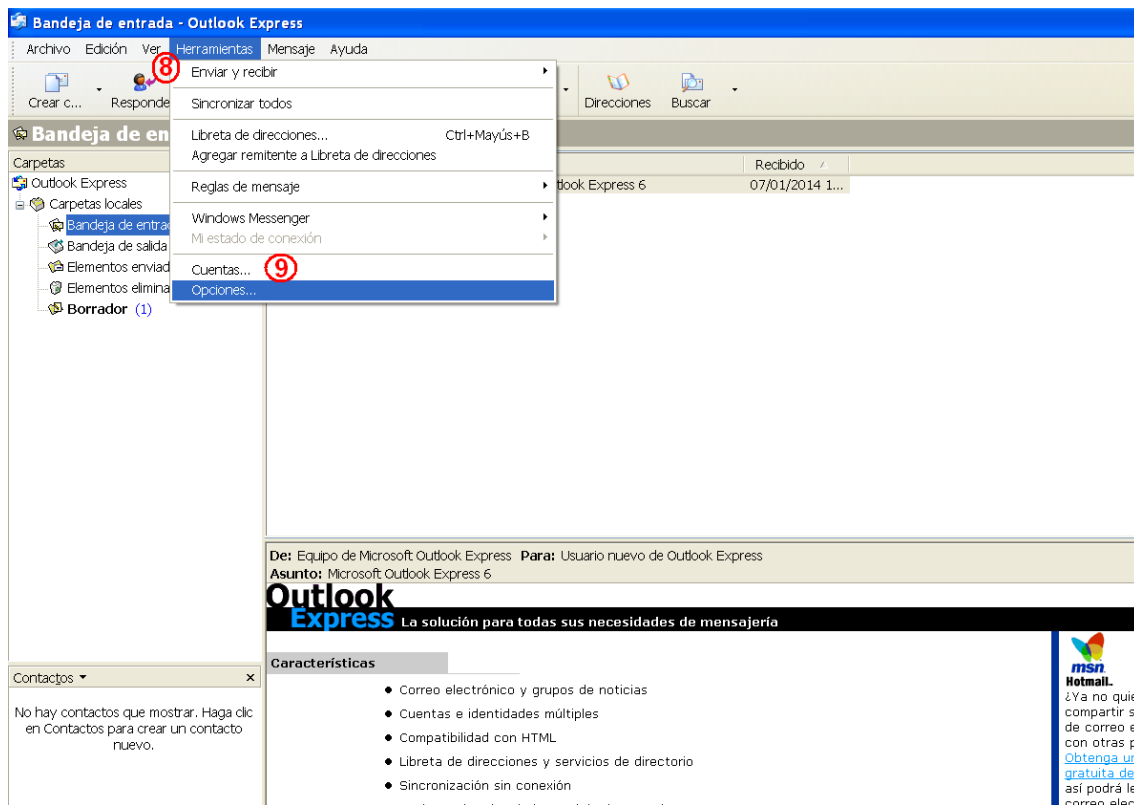 Bandeja de entrada - Outlook Express
Archivo Edición Ver Herramientas Mensaje Ayuda
8
Crear c... Responde Direcciones Buscar
Enviar y recibir
Sincronizar todos
Libreta de direcciones... Ctrl+Mayús+B
Agregar remitente a Libreta de direcciones
Reglas de mensaje
Windows Messenger
Mi estado de conexión
Cuentas... 9
Opciones...
Bandeja de en
Carpetas
Outlook Express
Carpetas locales
Bandeja de entrad
Bandeja de salida
Elementos enviad
Elementos elimina
Borrador (1)
Recibido
tlook Express 6 07/01/2014 1...
De: Equipo de Microsoft Outlook Express Para: Usuario nuevo de Outlook Express
Asunto: Microsoft Outlook Express 6
Outlook
Express La solución para todas sus necesidades de mensajería
Características
Correo electrónico y grupos de noticias
Cuentas e identidades múltiples
Compatibilidad con HTML
Libreta de direcciones y servicios de directorio
Sincronización sin conexión
msn
Hotmail
¿Ya no quie
compartir s
de correo e
con otras p
Obtenga un
gratuita de
así podrá le
correo elec
Contactos
No hay contactos que mostrar. Haga clic
en Contactos para crear un contacto
nuevo.